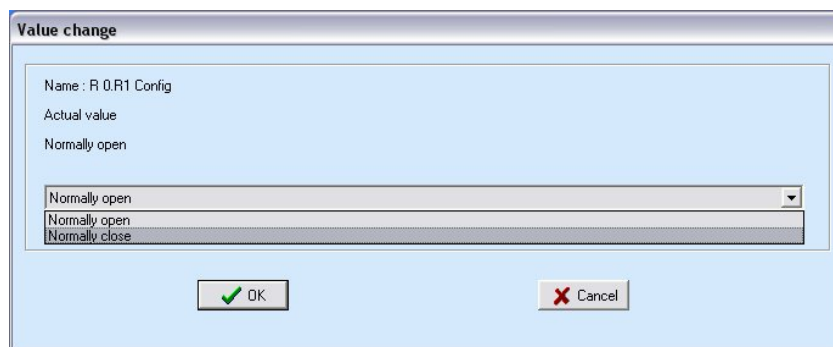 Value change
Name : R 0.R1 Config
Actual value
Normally open
Normally open
Normally open
Normally close
OK
Cancel